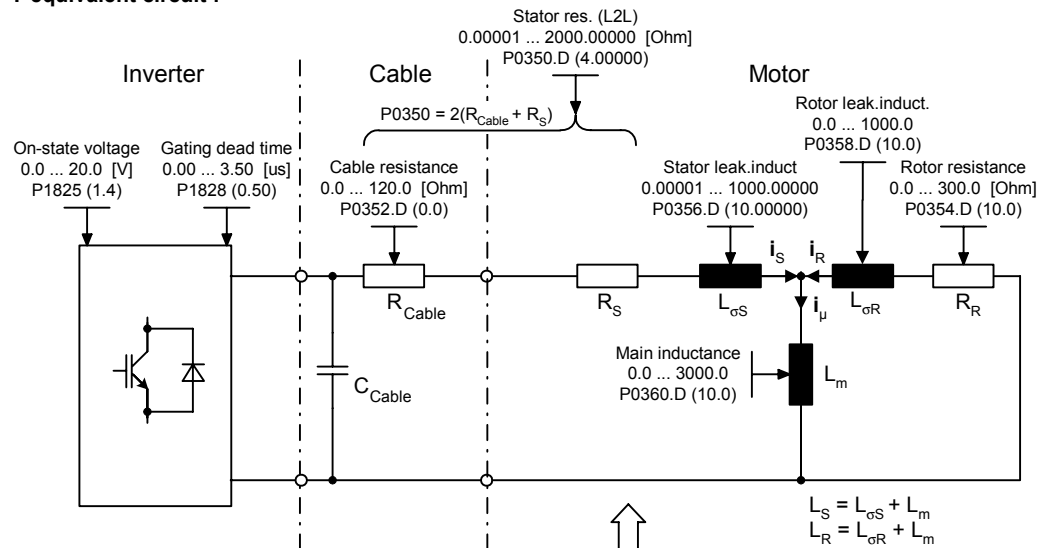 Stator res. (L2L)
0.00001 ... 2000.00000 [Ohm]
P0350.D (4.00000)
Inverter
Cable
Motor
P0350 = 2(R_Cable + R_S)
Rotor leak.induct.
0.0 ... 1000.0
P0358.D (10.0)
On-state voltage
0.0 ... 20.0 [V]
P1825 (1.4)
Gating dead time
0.00 ... 3.50 [us]
P1828 (0.50)
Cable resistance
0.0 ... 120.0 [Ohm]
P0352.D (0.0)
Stator leak.induct
0.00001 ... 1000.00000
P0356.D (10.00000)
Rotor resistance
0.0 ... 300.0 [Ohm]
P0354.D (10.0)
i_S
i_R
R_Cable
R_S
L_σS
i_μ
L_σR
R_R
C_Cable
Main inductance
0.0 ... 3000.0
P0360.D (10.0)
L_m
L_S = L_σS + L_m
L_R = L_σR + L_m